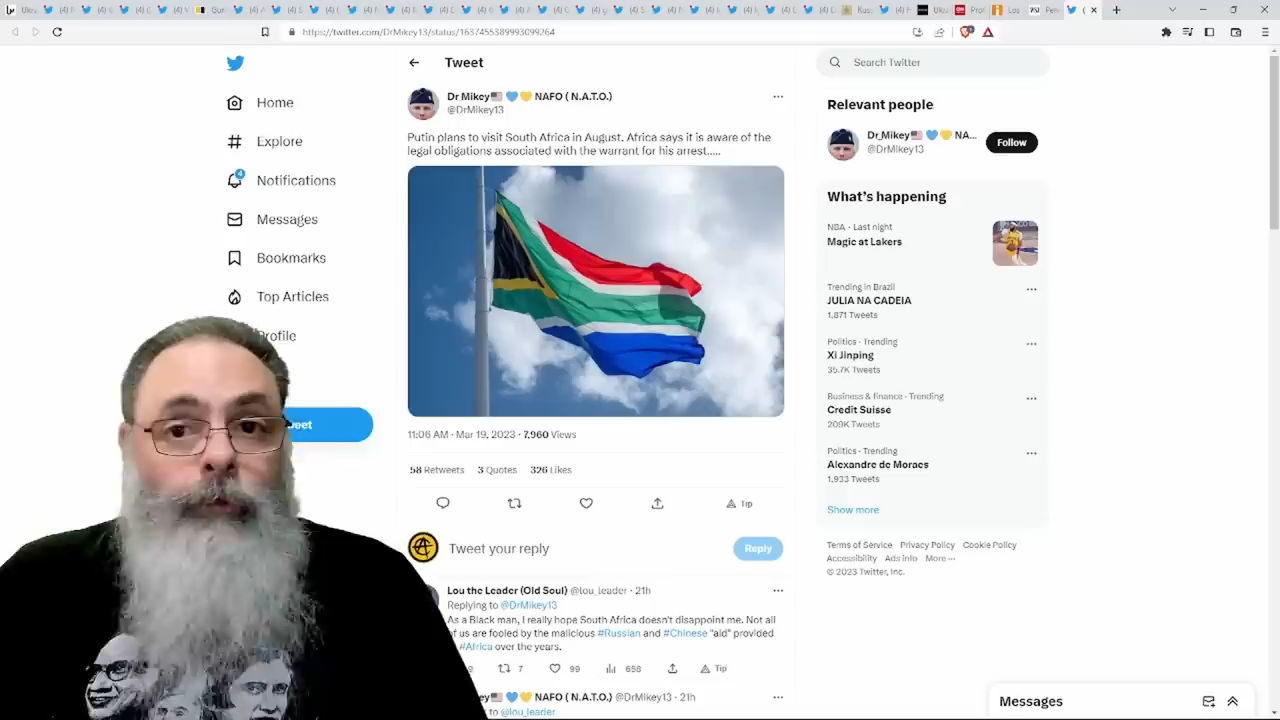 https://twitter.com/DrMikey13/status/1637455389993099264
Home
Explore
4
Notifications
Messages
Bookmarks
Top Articles
Profile
Tweet
Dr Mikey🇺🇸 💙💛 NAFO ( N.A.T.O.)
@DrMikey13
Putin plans to visit South Africa in August. Africa says it is aware of the
legal obligations associated with the warrant for his arrest.....
11:06 AM · Mar 19, 2023 · 7,960 Views
58 Retweets 3 Quotes 326 Likes
Tip
Tweet your reply
Reply
Lou the Leader (Old Soul) @lou_leader · 21h
Replying to @DrMikey13
As a Black man, I really hope South Africa doesn't disappoint me. Not all
of us are fooled by the malicious #Russian and #Chinese "aid" provided
#Africa over the years.
7 99 658 Tip
NAFO ( N.A.T.O.) @DrMikey13 · 21h
to @lou_leader
Search Twitter
Relevant people
Dr Mikey🇺🇸 💙💛 NA...
@DrMikey13
Follow
What's happening
NBA · Last night
Magic at Lakers
Trending in Brazil
JULIA NA CADEIA
1,871 Tweets
Politics · Trending
Xi Jinping
35.7K Tweets
Business & finance · Trending
Credit Suisse
209K Tweets
Politics · Trending
Alexandre de Moraes
1,933 Tweets
Show more
Terms of Service Privacy Policy Cookie Policy
Accessibility Ads info More ···
© 2023 Twitter, Inc.
Messages